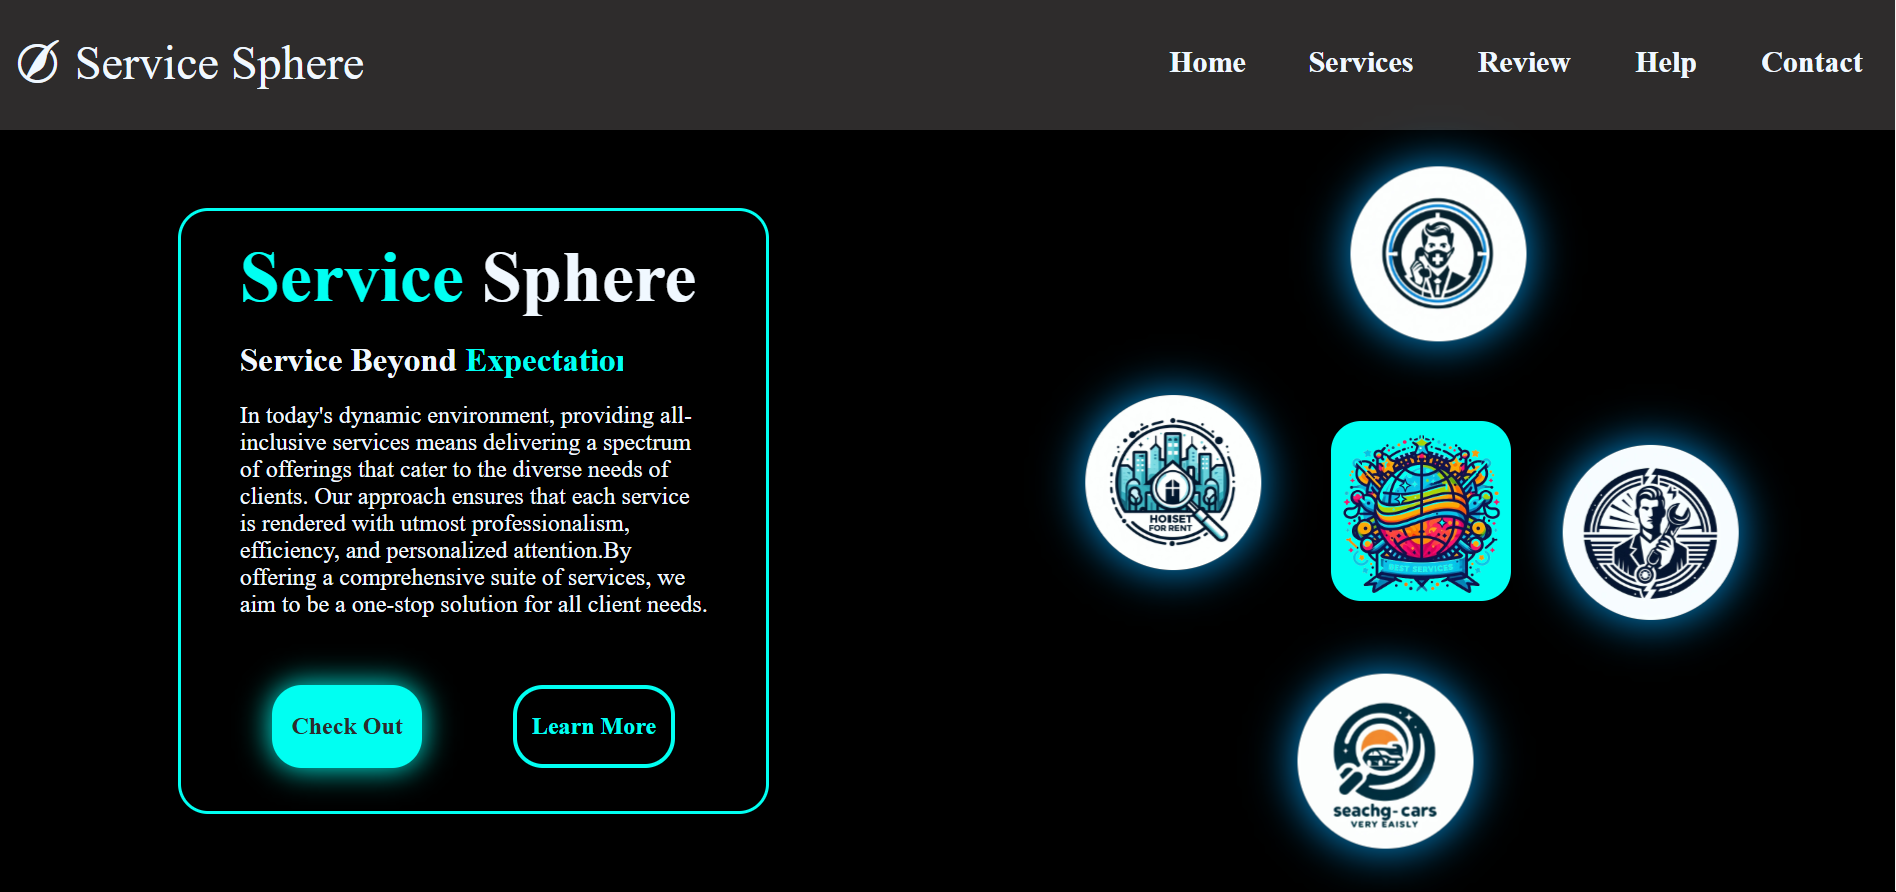 Service Sphere
Home Services Review Help Contact
Service Sphere
Service Beyond Expectation
In today's dynamic environment, providing all-
inclusive services means delivering a spectrum
of offerings that cater to the diverse needs of
clients. Our approach ensures that each service
is rendered with utmost professionalism,
efficiency, and personalized attention.By
offering a comprehensive suite of services, we
aim to be a one-stop solution for all client needs.
Check Out
Learn More
HOISET
FOR RENT
BEST SERVICES
seachg-cars
VERY EAISLY